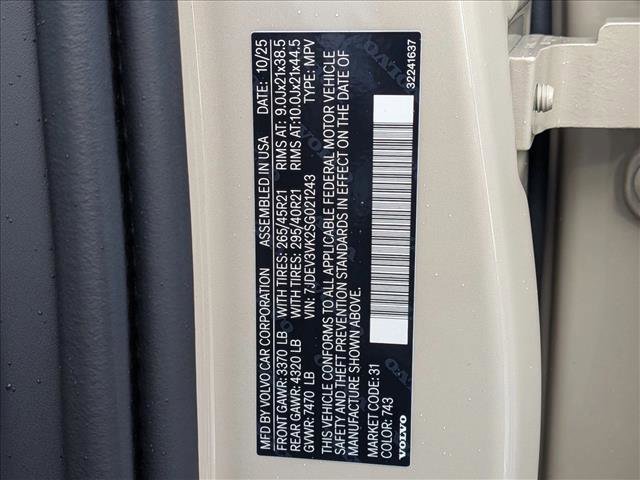 MFD BY VOLVO CAR CORPORATION ASSEMBLED IN USA DATE: 10/25
FRONT GAWR: 3370 LB WITH TIRES: 265/45R21 RIMS AT: 9.0Jx21x38.5
REAR GAWR: 4320 LB WITH TIRES: 295/40R21 RIMS AT: 10.0Jx21x44.5
GVWR: 7470 LB VIN: 7JDEV3VK2SG021243 TYPE: MPV
THIS VEHICLE CONFORMS TO ALL APPLICABLE FEDERAL MOTOR VEHICLE
SAFETY AND THEFT PREVENTION STANDARDS IN EFFECT ON THE DATE OF
MANUFACTURE SHOWN ABOVE.
MARKET CODE: 31
COLOR: 743
VOLVO
32241637